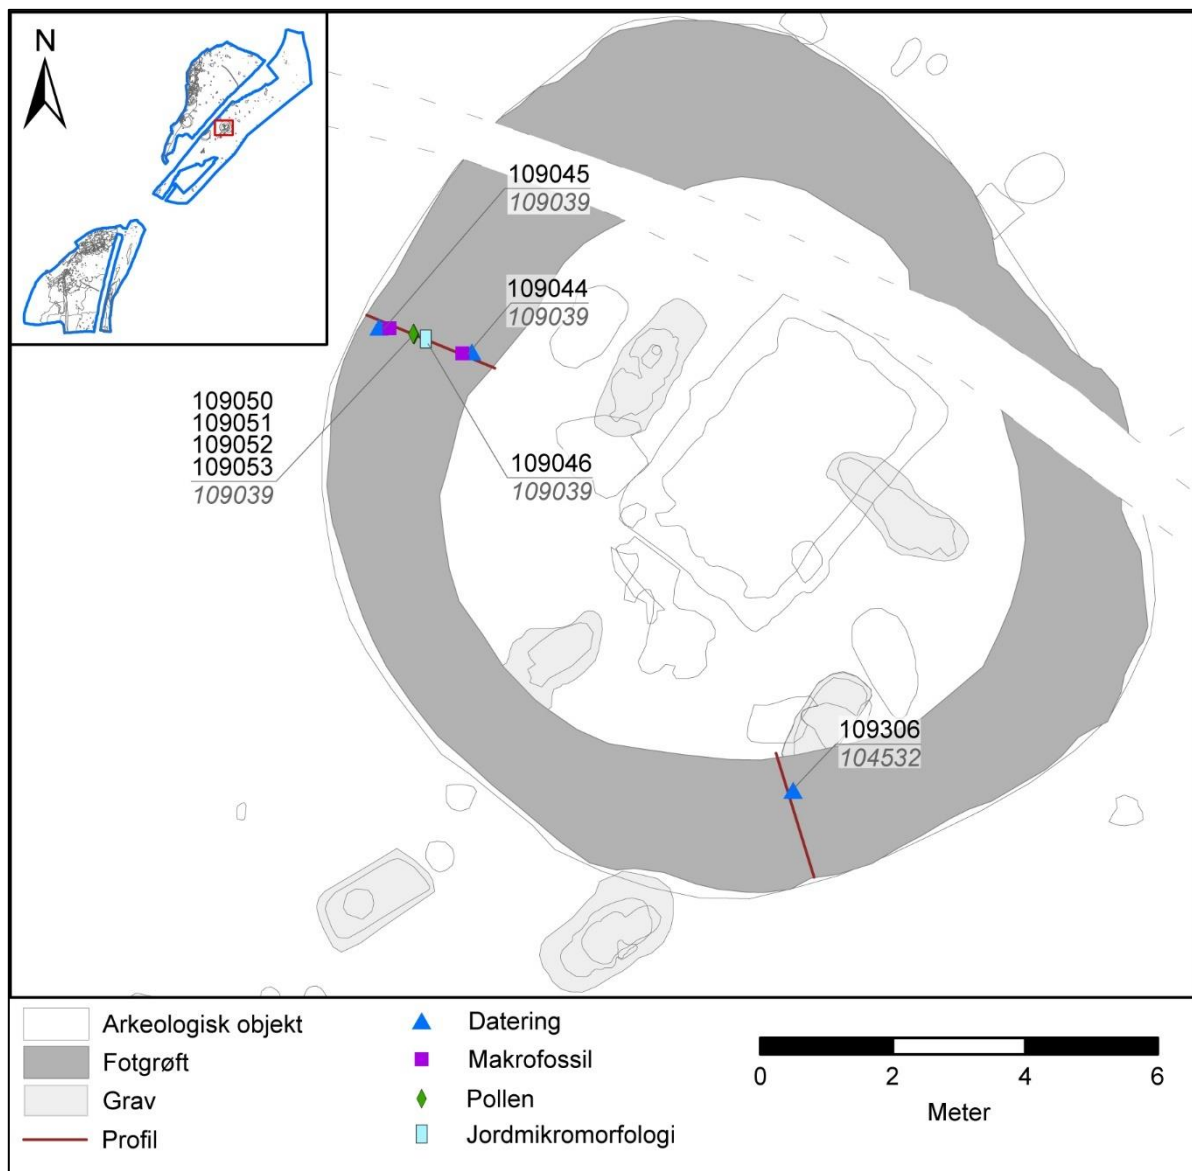 N
109045
109039
109044
109039
109050
109051
109052
109053
109039
109046
109039
109306
104532
Arkeologisk objekt
Fotgrøft
Grav
Profil
Datering
Makrofossil
Pollen
Jordmikromorfologi
0 2 4 6
Meter